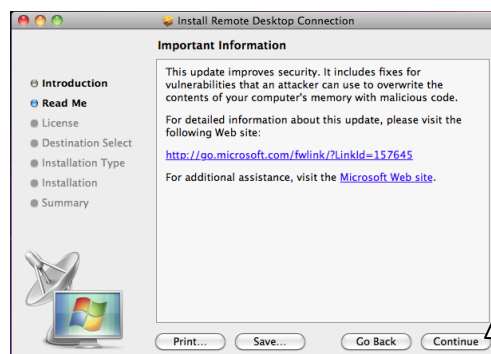 Install Remote Desktop Connection
Important Information
Introduction
Read Me
License
Destination Select
Installation Type
Installation
Summary
This update improves security. It includes fixes for
vulnerabilities that an attacker can use to overwrite the
contents of your computer's memory with malicious code.
For detailed information about this update, please visit the
following Web site:
http://go.microsoft.com/fwlink/?LinkId=157645
For additional assistance, visit the Microsoft Web site.
Print...
Save...
Go Back
Continue